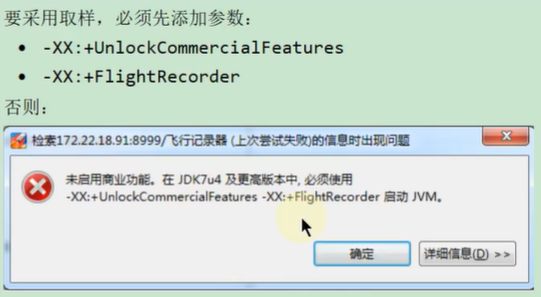 要采用取样，必须先添加参数：
• -XX:+UnlockCommercialFeatures
• -XX:+FlightRecorder
否则：
检索172.22.18.91:8999/飞行记录器 (上次尝试失败)的信息时出现问题
未启用商业功能。在 JDK7u4 及更高版本中, 必须使用
-XX:+UnlockCommercialFeatures -XX:+FlightRecorder 启动 JVM。
确定
详细信息(D) >>